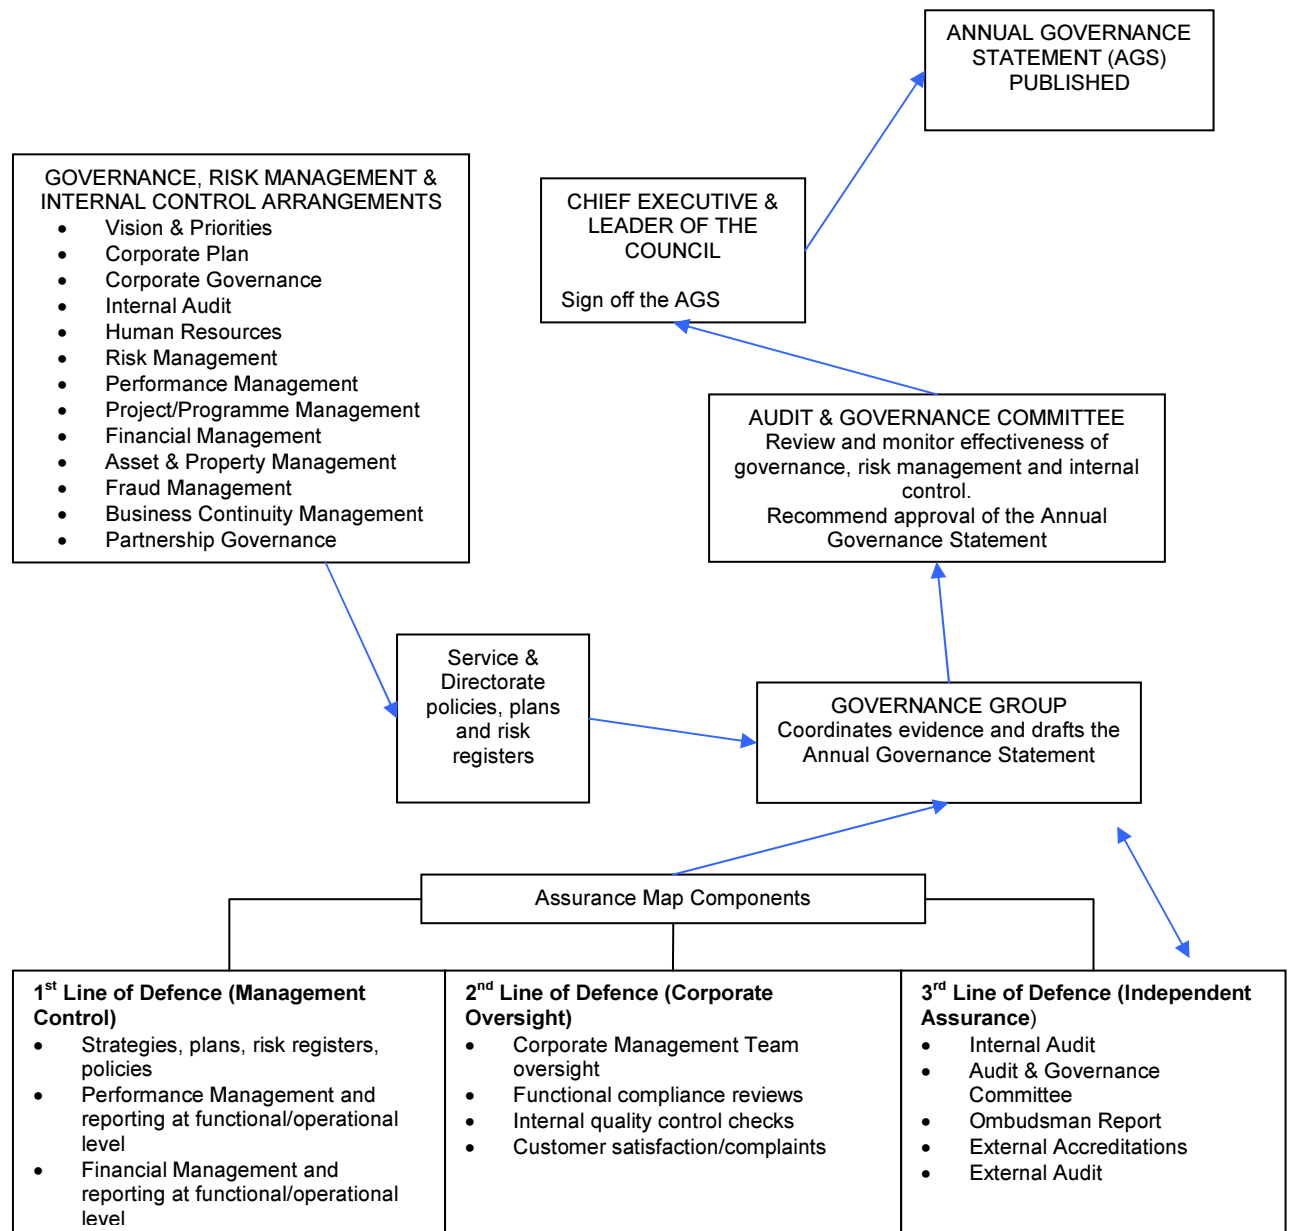 ANNUAL GOVERNANCE
STATEMENT (AGS)
PUBLISHED
GOVERNANCE, RISK MANAGEMENT &
INTERNAL CONTROL ARRANGEMENTS
• Vision & Priorities
• Corporate Plan
• Corporate Governance
• Internal Audit
• Human Resources
• Risk Management
• Performance Management
• Project/Programme Management
• Financial Management
• Asset & Property Management
• Fraud Management
• Business Continuity Management
• Partnership Governance
CHIEF EXECUTIVE &
LEADER OF THE
COUNCIL
Sign off the AGS
AUDIT & GOVERNANCE COMMITTEE
Review and monitor effectiveness of
governance, risk management and internal
control.
Recommend approval of the Annual
Governance Statement
Service &
Directorate
policies, plans
and risk
registers
GOVERNANCE GROUP
Coordinates evidence and drafts the
Annual Governance Statement
Assurance Map Components
1st Line of Defence (Management
Control)
• Strategies, plans, risk registers,
policies
• Performance Management and
reporting at functional/operational
level
• Financial Management and
reporting at functional/operational
level
2nd Line of Defence (Corporate
Oversight)
• Corporate Management Team
oversight
• Functional compliance reviews
• Internal quality control checks
• Customer satisfaction/complaints
3rd Line of Defence (Independent
Assurance)
• Internal Audit
• Audit & Governance
Committee
• Ombudsman Report
• External Accreditations
• External Audit